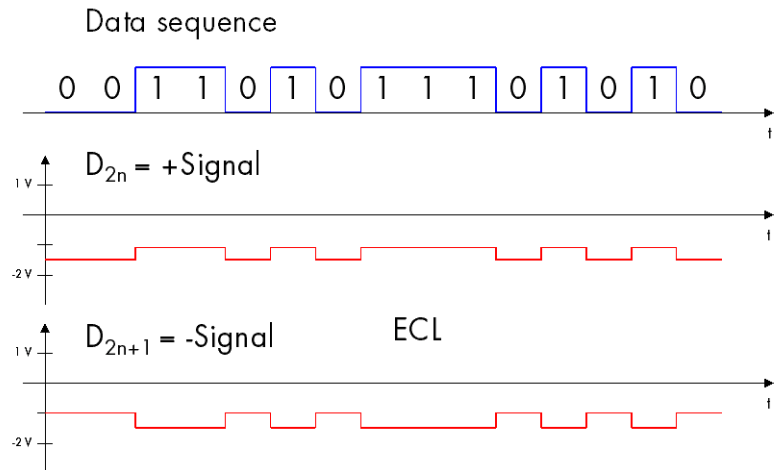 Data sequence
0 0 1 1 0 1 0 1 1 1 0 1 0 1 0
t
D2n = +Signal
1 V
t
-2 V
D2n+1 = -Signal ECL
1 V
t
-2 V